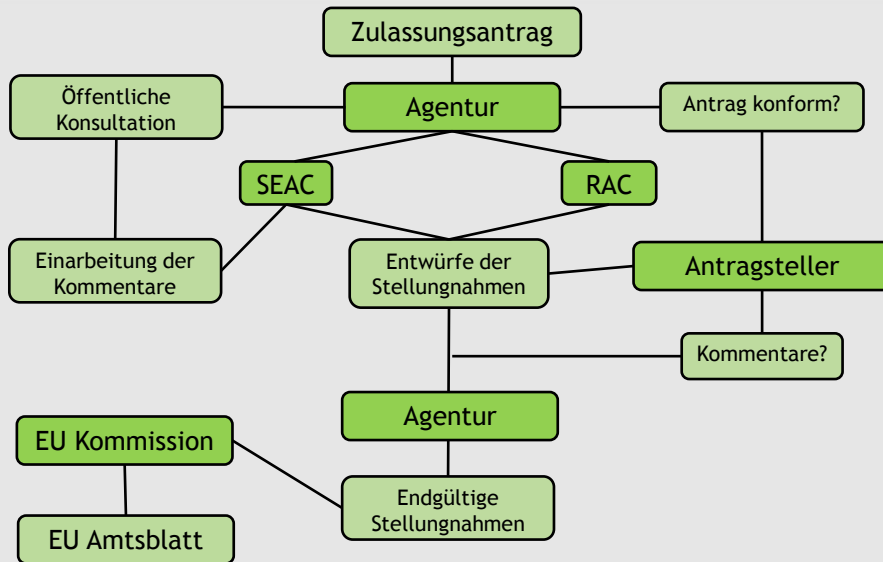 Zulassungsantrag
Öffentliche
Konsultation
Agentur
Antrag konform?
SEAC
RAC
Einarbeitung der
Kommentare
Entwürfe der
Stellungnahmen
Antragsteller
Kommentare?
Agentur
EU Kommission
Endgültige
Stellungnahmen
EU Amtsblatt